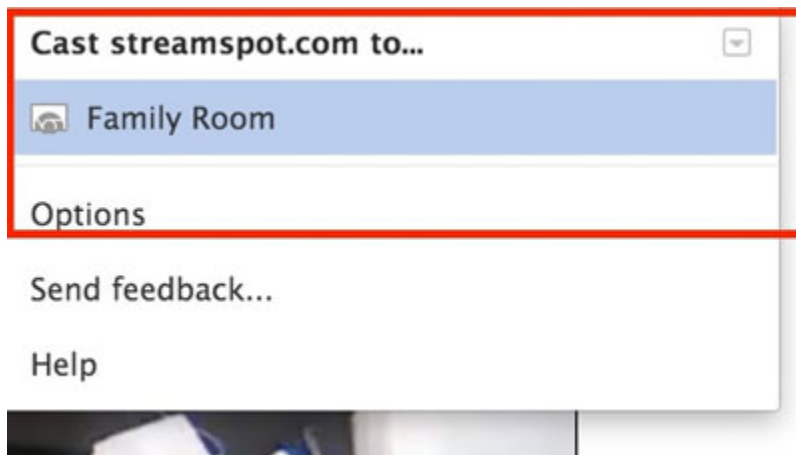 Cast streamspot.com to...
Family Room
Options
Send feedback...
Help